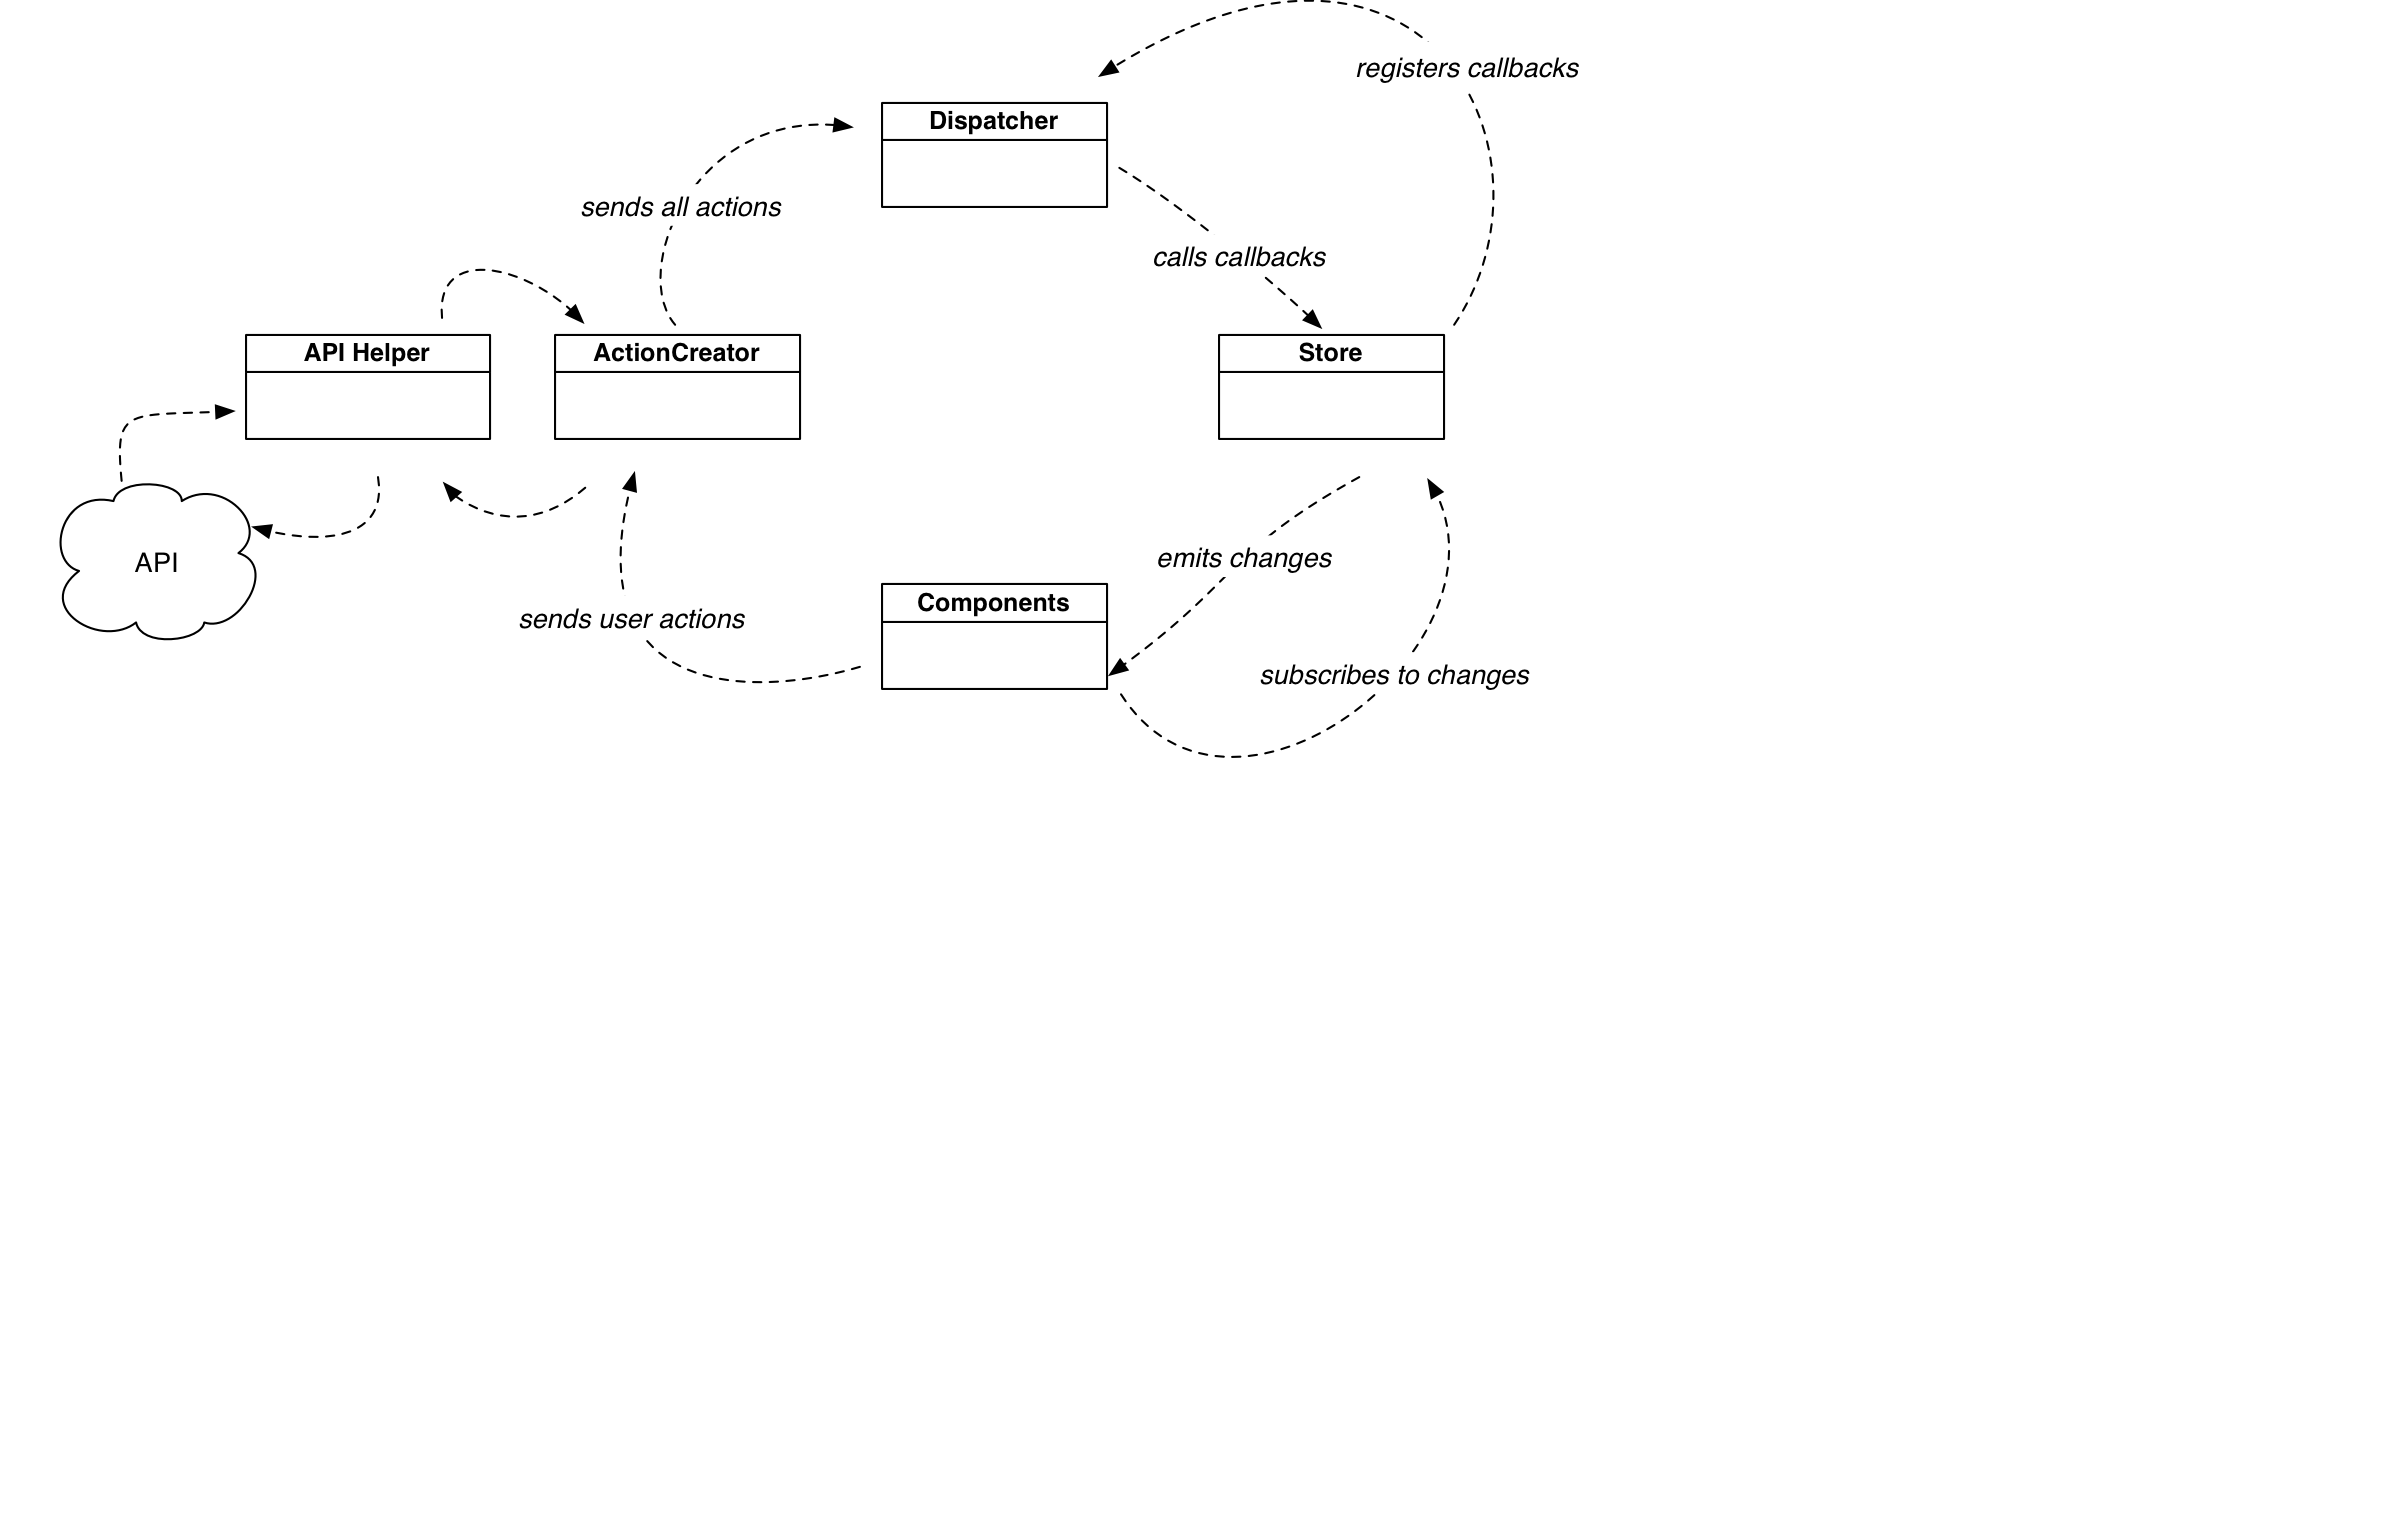 registers callbacks
Dispatcher
sends all actions
calls callbacks
API Helper
ActionCreator
Store
API
emits changes
Components
sends user actions
subscribes to changes